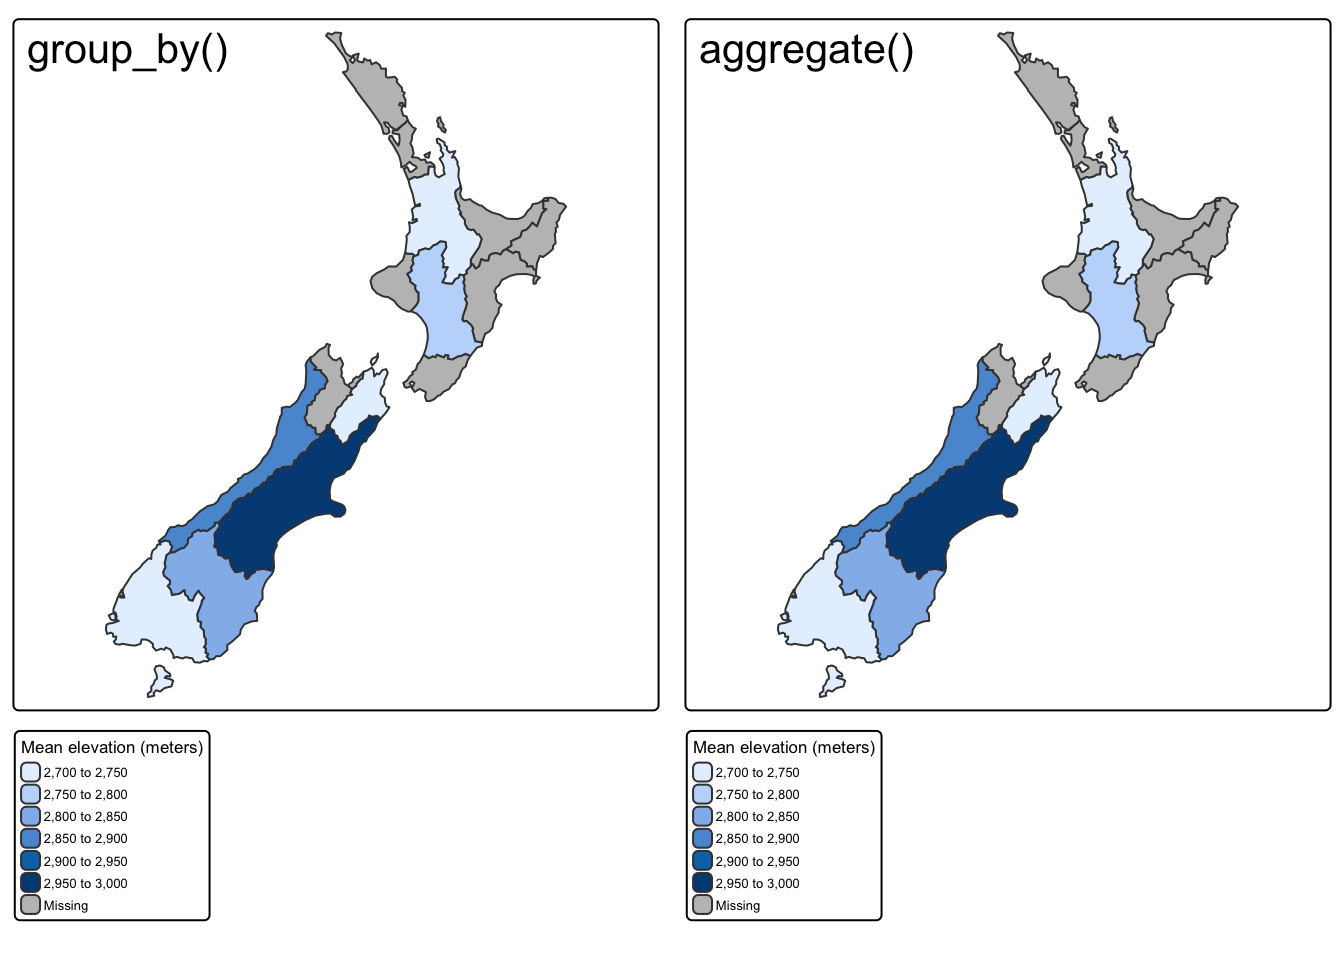 group_by()
Mean elevation (meters)
2,700 to 2,750
2,750 to 2,800
2,800 to 2,850
2,850 to 2,900
2,900 to 2,950
2,950 to 3,000
Missing
aggregate()
Mean elevation (meters)
2,700 to 2,750
2,750 to 2,800
2,800 to 2,850
2,850 to 2,900
2,900 to 2,950
2,950 to 3,000
Missing